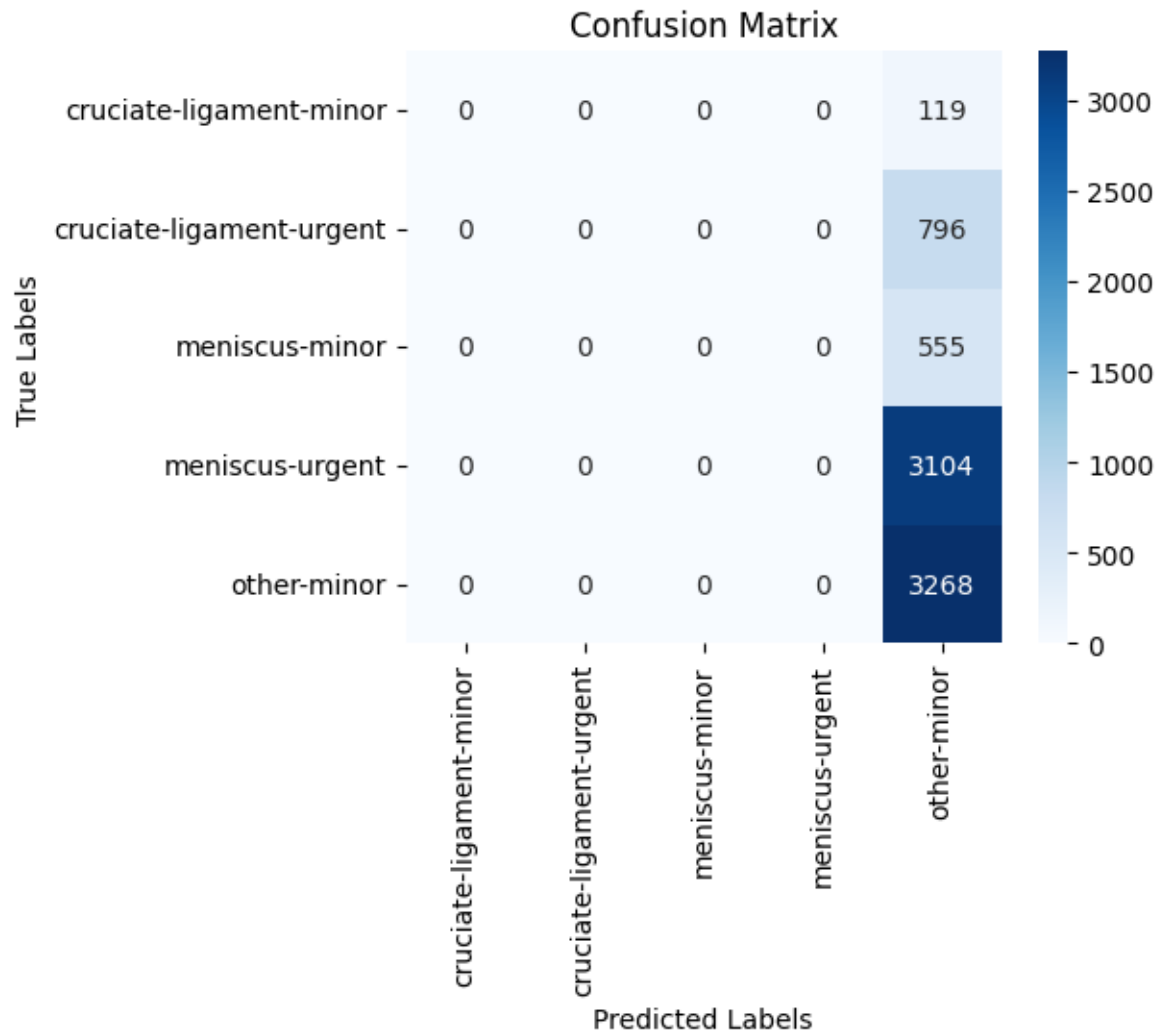 Confusion Matrix
True Labels
cruciate-ligament-minor 0 0 0 0 119
cruciate-ligament-urgent 0 0 0 0 796
meniscus-minor 0 0 0 0 555
meniscus-urgent 0 0 0 0 3104
other-minor 0 0 0 0 3268
cruciate-ligament-minor
cruciate-ligament-urgent
meniscus-minor
meniscus-urgent
other-minor
Predicted Labels
3000
2500
2000
1500
1000
500
0